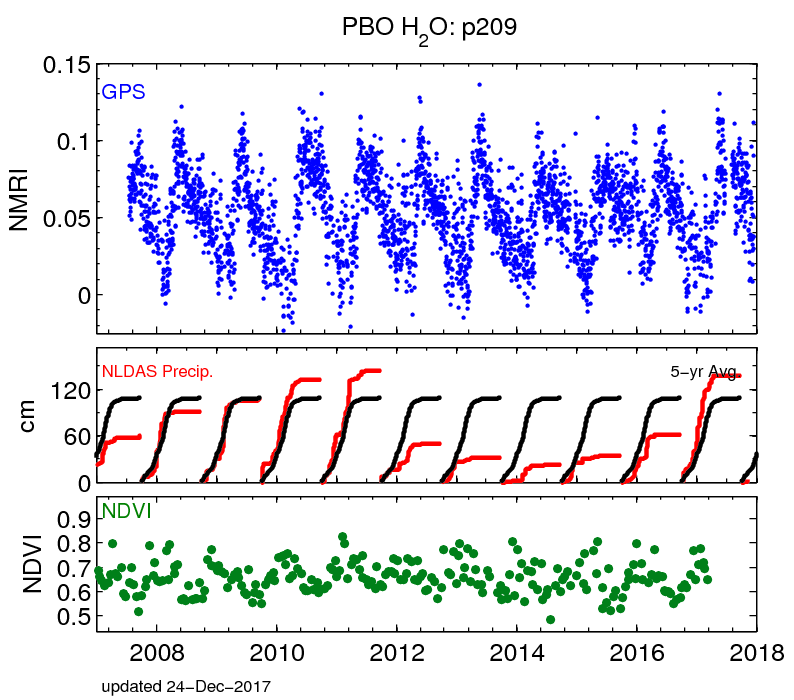 PBO H2O: p209
0.15
GPS
0.1
NMRI
0.05
0
NLDAS Precip. 5−yr Avg
120
cm
60
0
NDVI
0.9
0.8
NDVI
0.7
0.6
0.5
2008 2010 2012 2014 2016 2018
updated 24−Dec−2017